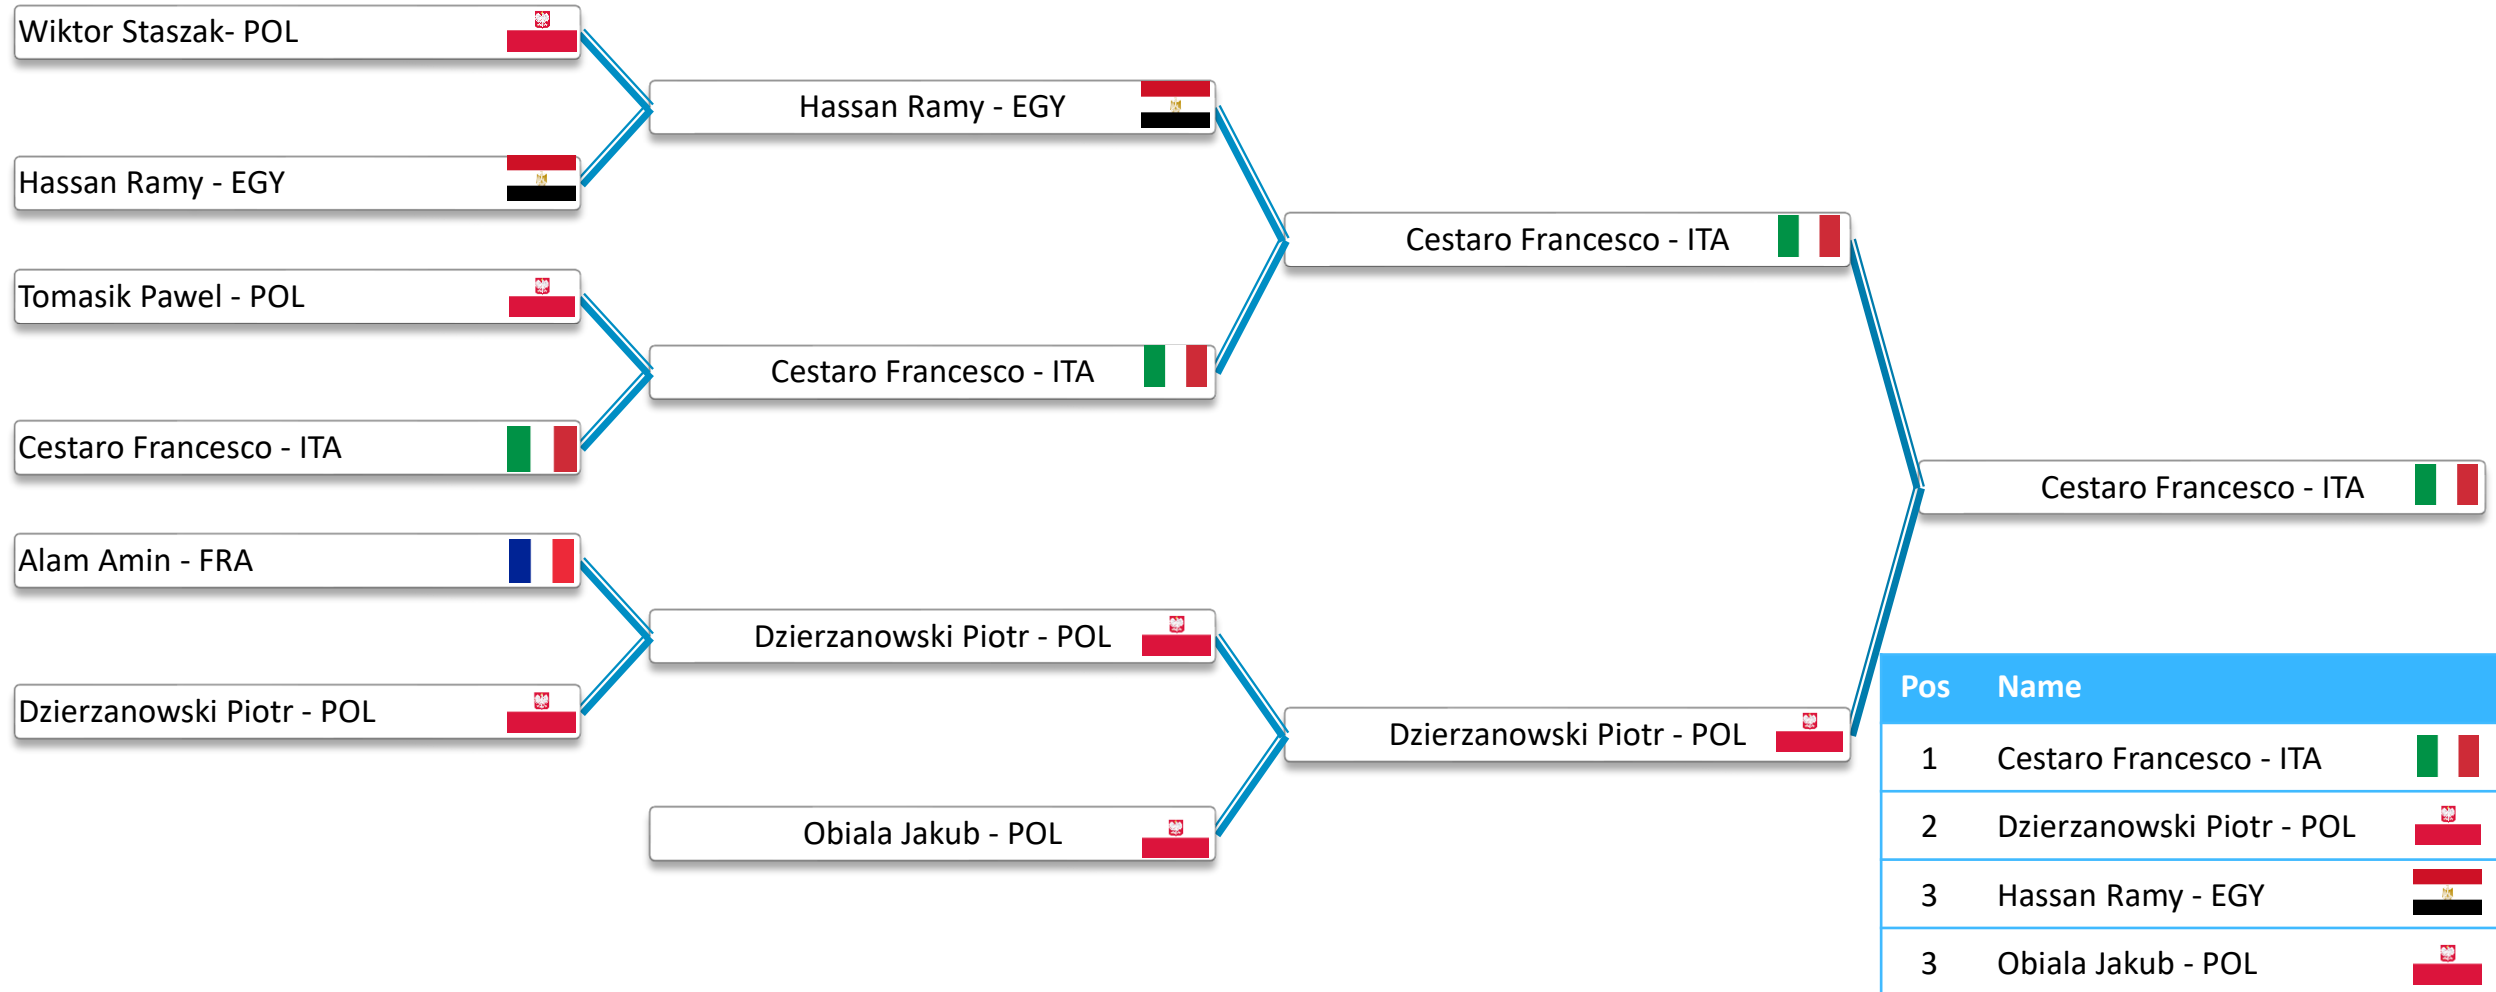 Wiktor Staszak- POL
Hassan Ramy - EGY
Tomasik Pawel - POL
Cestaro Francesco - ITA
Alam Amin - FRA
Dzierzanowski Piotr - POL
Hassan Ramy - EGY
Cestaro Francesco - ITA
Dzierzanowski Piotr - POL
Obiala Jakub - POL
Cestaro Francesco - ITA
Dzierzanowski Piotr - POL
Cestaro Francesco - ITA
Pos Name
1 Cestaro Francesco - ITA
2 Dzierzanowski Piotr - POL
3 Hassan Ramy - EGY
3 Obiala Jakub - POL